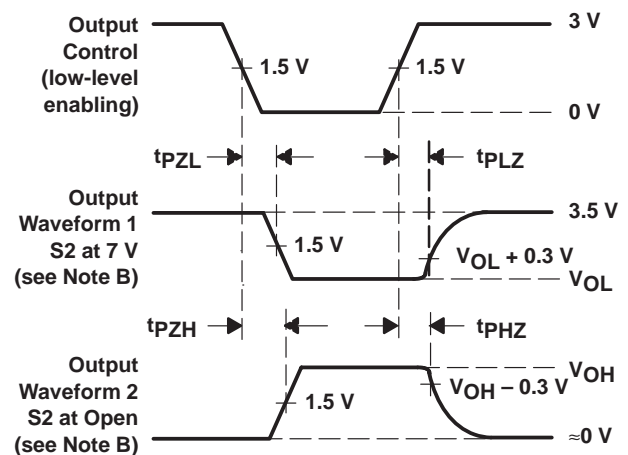 Output
Control
(low-level
enabling)
1.5 V
1.5 V
3 V
0 V
tPZL
tPLZ
Output
Waveform 1
S2 at 7 V
(see Note B)
1.5 V
3.5 V
VOL + 0.3 V
VOL
tPZH
tPHZ
Output
Waveform 2
S2 at Open
(see Note B)
1.5 V
VOH
VOH – 0.3 V
≈0 V